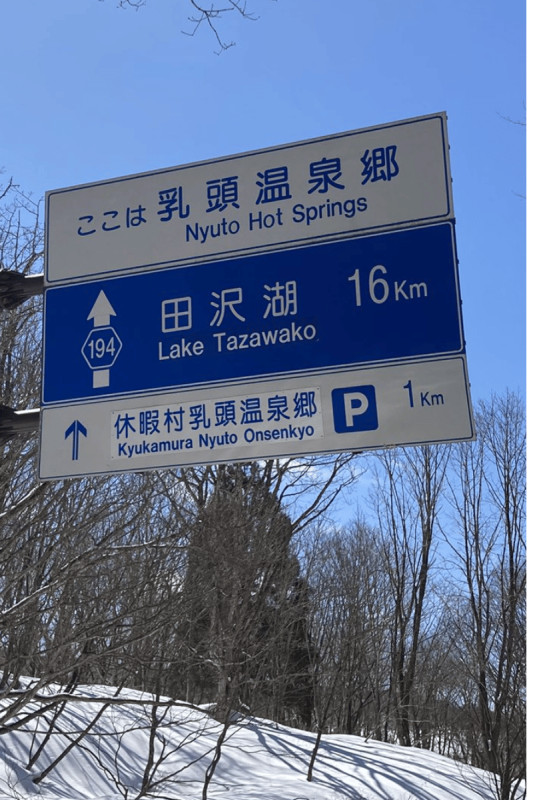 ここは 乳頭温泉郷
Nyuto Hot Springs
田沢湖 16Km
194
Lake Tazawako
休暇村乳頭温泉郷 P 1Km
Kyukamura Nyuto Onsenkyo